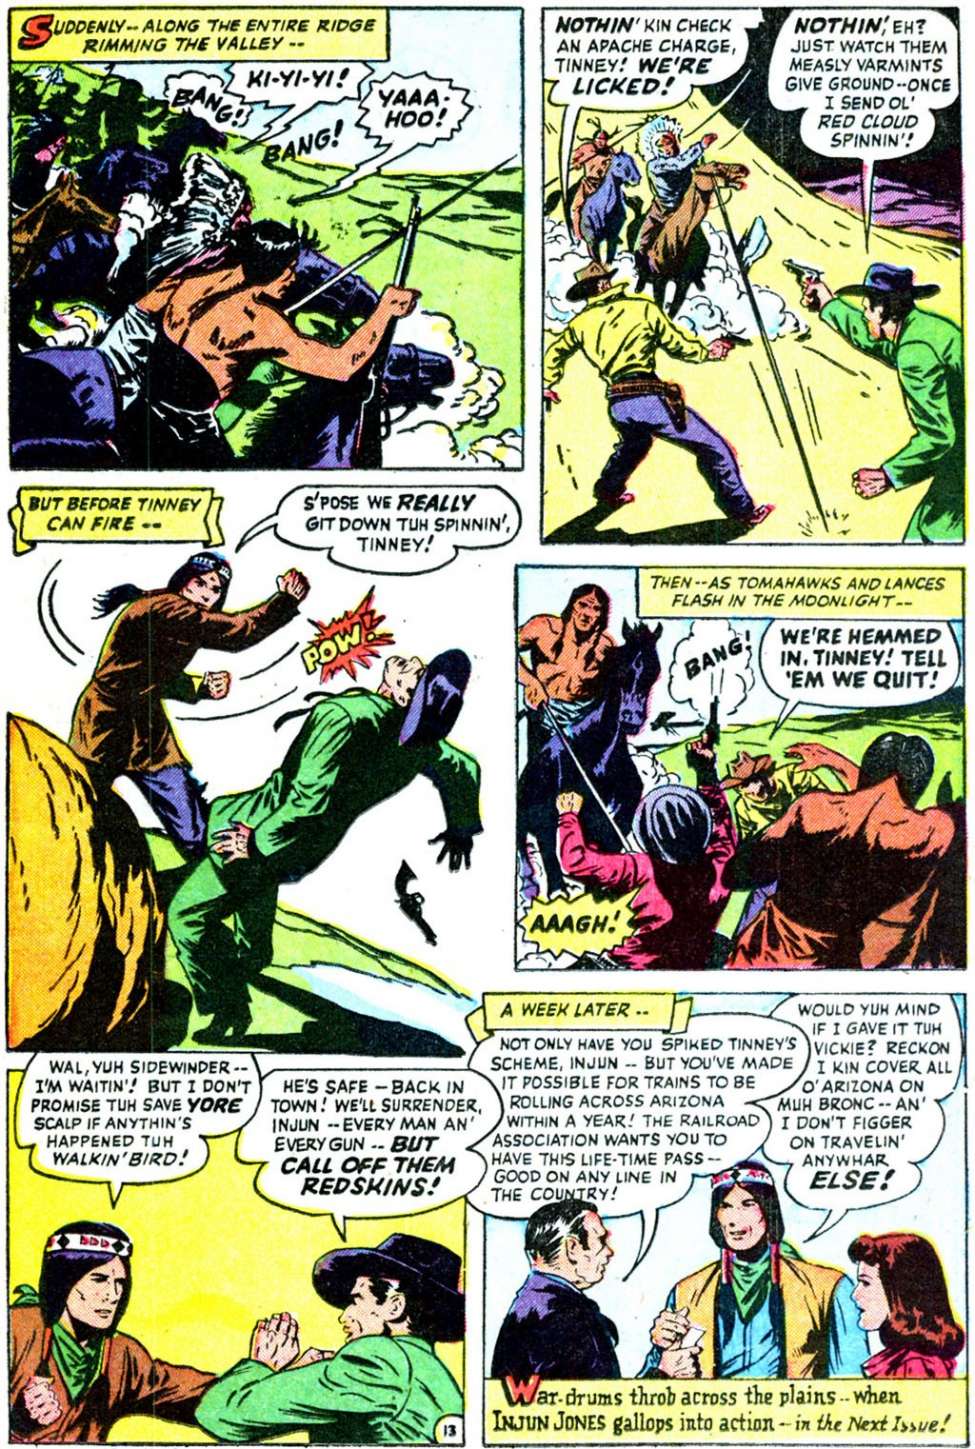 SUDDENLY-- ALONG THE ENTIRE RIDGE
RIMMING THE VALLEY --
BANG!
BANG!
KI-YI-YI!
BANG!
YAAA-
HOO!
NOTHIN' KIN CHECK
AN APACHE CHARGE,
TINNEY! WE'RE
LICKED!
NOTHIN', EH?
JUST WATCH THEM
MEASLY VARMINTS
GIVE GROUND--ONCE
I SEND OL'
RED CLOUD
SPINNIN'!
BUT BEFORE TINNEY
CAN FIRE --
S'POSE WE REALLY
GIT DOWN TUH SPINNIN',
TINNEY!
POW!
THEN--AS TOMAHAWKS AND LANCES
FLASH IN THE MOONLIGHT--
BANG!
WE'RE HEMMED
IN, TINNEY! TELL
'EM WE QUIT!
AAAGH!
WAL, YUH SIDEWINDER--
I'M WAITIN'! BUT I DON'T
PROMISE TUH SAVE YORE
SCALP IF ANYTHIN'S
HAPPENED TUH
WALKIN' BIRD!
HE'S SAFE -- BACK IN
TOWN! WE'LL SURRENDER,
INJUN -- EVERY MAN AN'
EVERY GUN -- BUT
CALL OFF THEM
REDSKINS!
13
A WEEK LATER --
NOT ONLY HAVE YOU SPIKED TINNEY'S
SCHEME, INJUN -- BUT YOU'VE MADE
IT POSSIBLE FOR TRAINS TO BE
ROLLING ACROSS ARIZONA
WITHIN A YEAR! THE RAILROAD
ASSOCIATION WANTS YOU TO
HAVE THIS LIFE-TIME PASS--
GOOD ON ANY LINE IN
THE COUNTRY!
WOULD YUH MIND
IF I GAVE IT TUH
VICKIE? RECKON
I KIN COVER ALL
O' ARIZONA ON
MUH BRONC -- AN'
I DON'T FIGGER
ON TRAVELIN'
ANYWHAR
ELSE!
War-drums throb across the plains -- when
INJUN JONES gallops into action -- in the Next Issue!